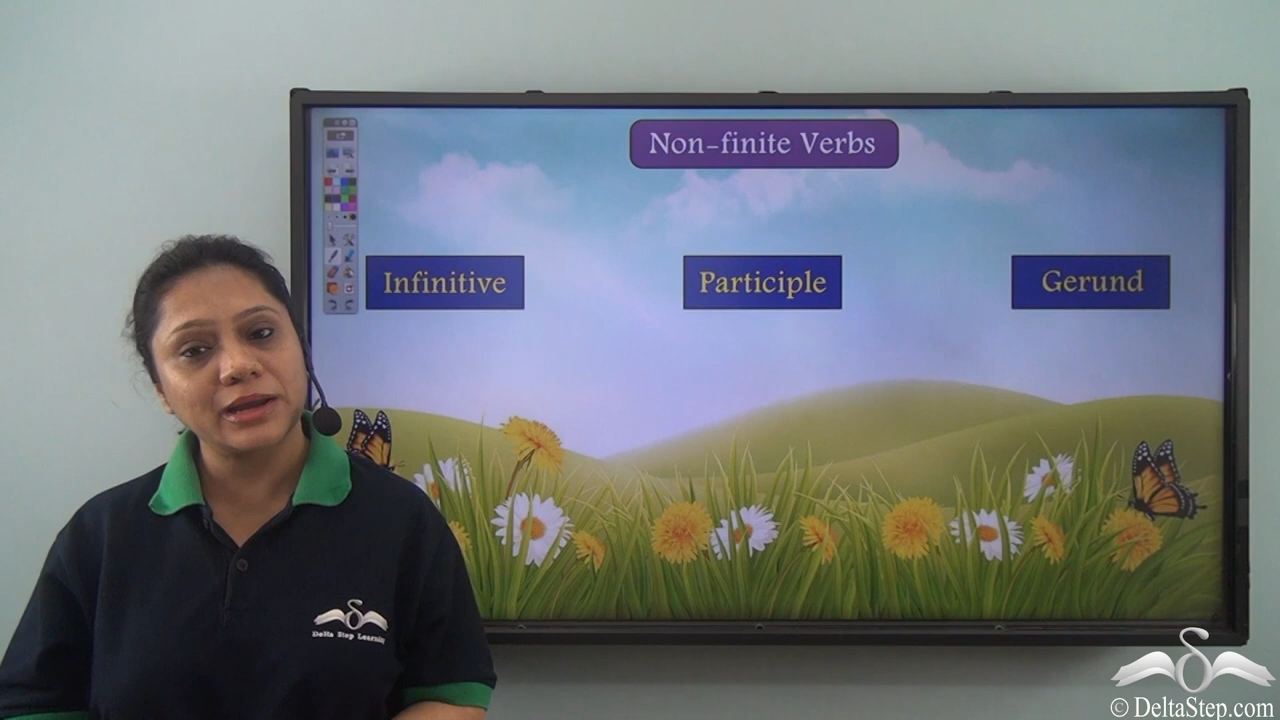 Non-finite Verbs
Infinitive
Participle
Gerund
Delta Step Learning
© DeltaStep.com